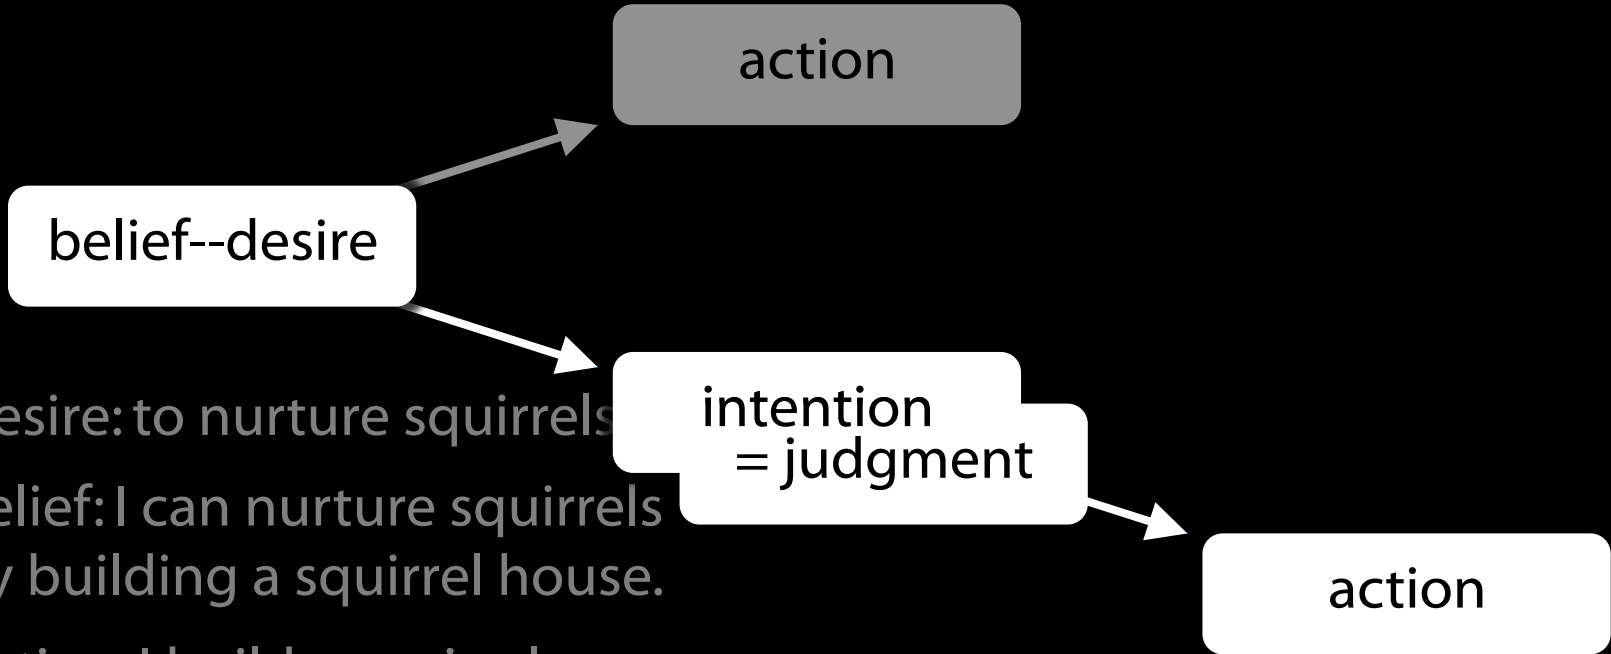 action
belief--desire
intention
= judgment
esire: to nurture squirrels
elief: I can nurture squirrels
y building a squirrel house.
action